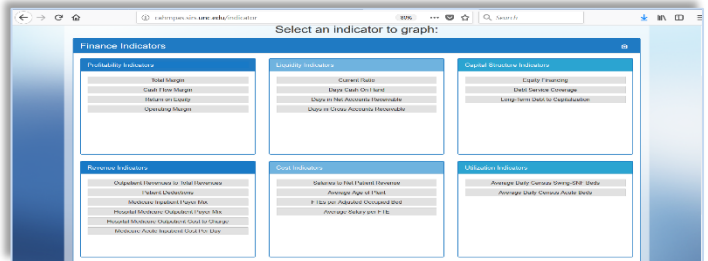 cahmpas.sirs.unc.edu/indicator
80%
Search
Select an indicator to graph:
Finance Indicators
Profitability Indicators
Total Margin
Cash Flow Margin
Return on Equity
Operating Margin
Liquidity Indicators
Current Ratio
Days Cash On Hand
Days in Net Accounts Receivable
Days in Gross Accounts Receivable
Capital Structure Indicators
Equity Financing
Debt Service Coverage
Long-Term Debt to Capitalization
Revenue Indicators
Outpatient Revenues to Total Revenues
Patient Deductions
Medicare Inpatient Payer Mix
Hospital Medicare Outpatient Payer Mix
Hospital Medicare Outpatient Cost to Charge
Medicare Acute Inpatient Cost Per Day
Cost Indicators
Salaries to Net Patient Revenue
Average Age of Plant
FTEs per Adjusted Occupied Bed
Average Salary per FTE
Utilization Indicators
Average Daily Census Swing-SNF Beds
Average Daily Census Acute Beds